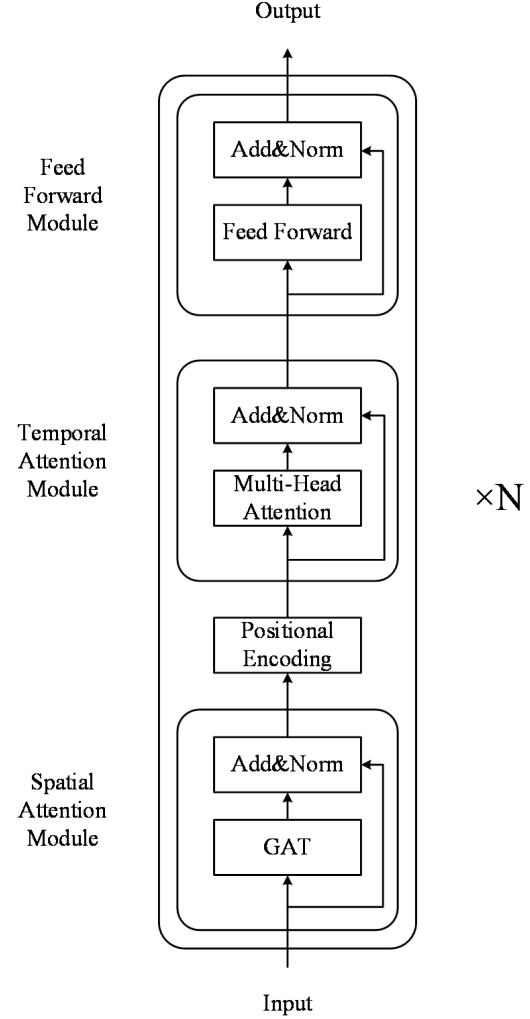 Output
Add&Norm
Feed
Forward
Module
Feed Forward
Add&Norm
Temporal
Attention
Module
Multi-Head
Attention
×N
Positional
Encoding
Add&Norm
Spatial
Attention
Module
GAT
Input